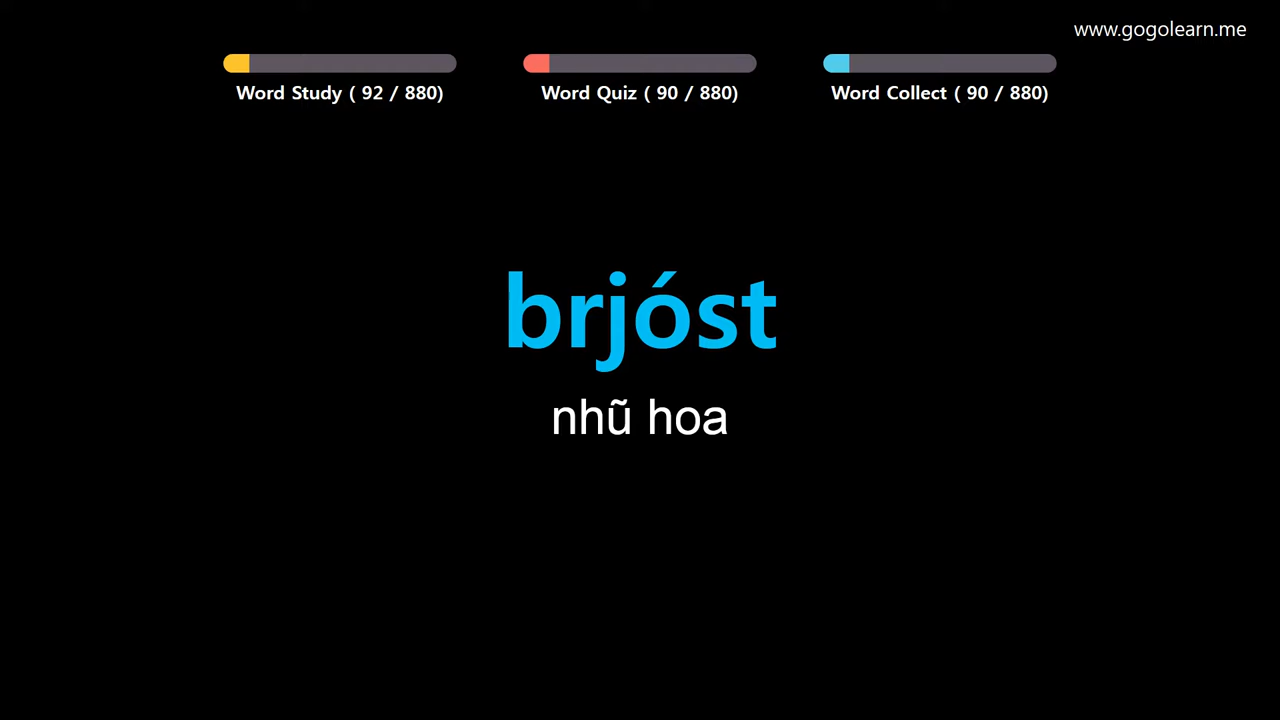 www.gogolearn.me
Word Study ( 92 / 880)
Word Quiz ( 90 / 880)
Word Collect ( 90 / 880)
brjóst
nhũ hoa